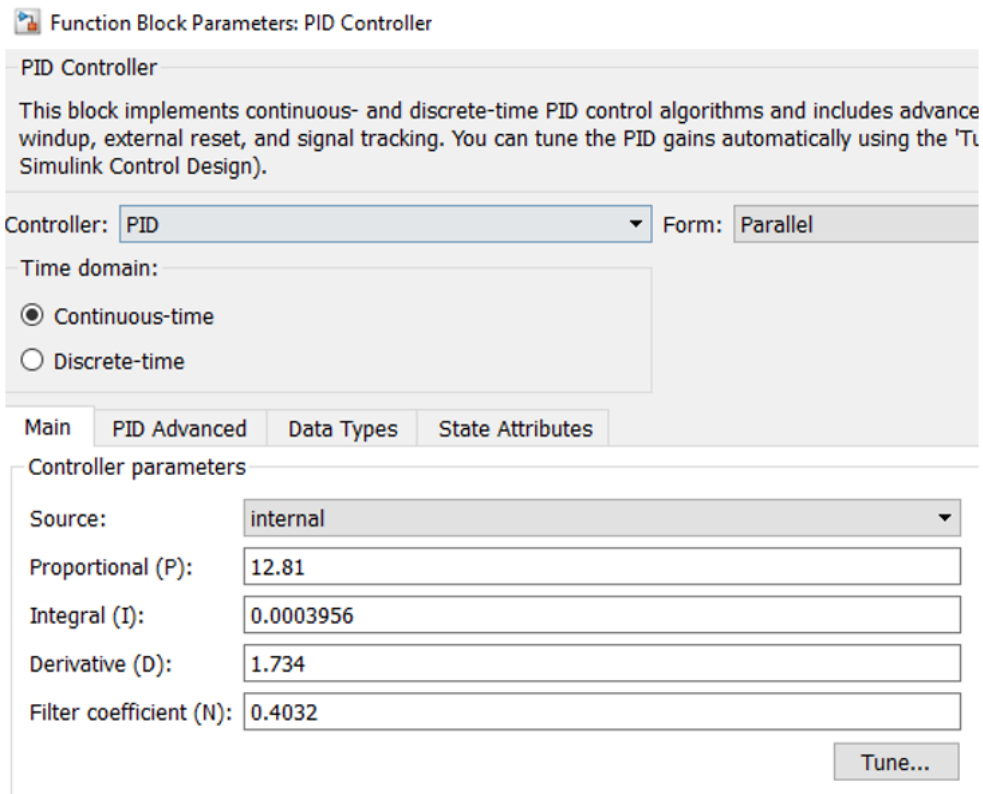 Function Block Parameters: PID Controller
PID Controller
This block implements continuous- and discrete-time PID control algorithms and includes advance
windup, external reset, and signal tracking. You can tune the PID gains automatically using the 'Tu
Simulink Control Design).
Controller: PID Form: Parallel
Time domain:
Continuous-time
Discrete-time
Main PID Advanced Data Types State Attributes
Controller parameters
Source: internal
Proportional (P): 12.81
Integral (I): 0.0003956
Derivative (D): 1.734
Filter coefficient (N): 0.4032
Tune...